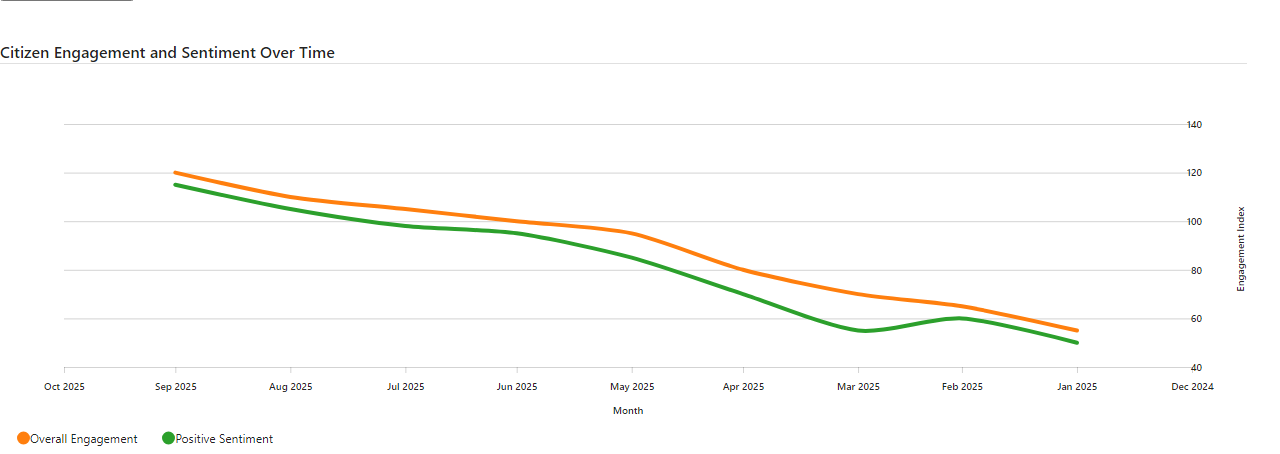 Citizen Engagement and Sentiment Over Time
140
120
100
80
60
40
Engagement Index
Oct 2025 Sep 2025 Aug 2025 Jul 2025 Jun 2025 May 2025 Apr 2025 Mar 2025 Feb 2025 Jan 2025 Dec 2024
Month
Overall Engagement Positive Sentiment